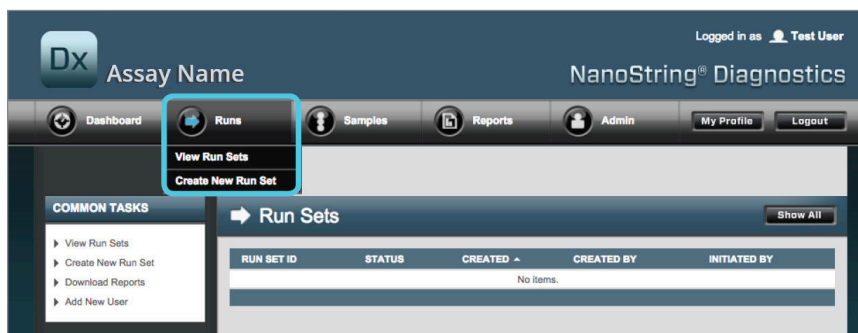 Logged in as Test User
Dx Assay Name
NanoString® Diagnostics
Dashboard Runs Samples Reports Admin My Profile Logout
View Run Sets
Create New Run Set
COMMON TASKS
View Run Sets
Create New Run Set
Download Reports
Add New User
Run Sets Show All
RUN SET ID STATUS CREATED CREATED BY INITIATED BY
No items.